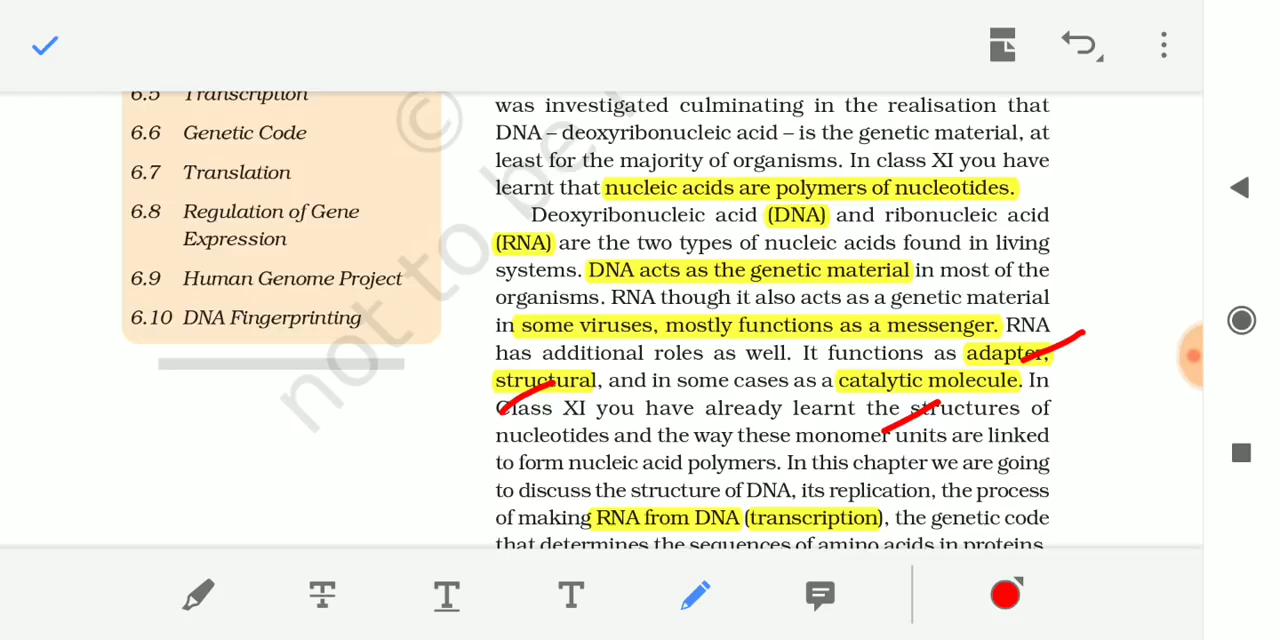 6.5 Transcription
6.6 Genetic Code
6.7 Translation
6.8 Regulation of Gene
Expression
6.9 Human Genome Project
6.10 DNA Fingerprinting
was investigated culminating in the realisation that
DNA – deoxyribonucleic acid – is the genetic material, at
least for the majority of organisms. In class XI you have
learnt that nucleic acids are polymers of nucleotides.
Deoxyribonucleic acid (DNA) and ribonucleic acid
(RNA) are the two types of nucleic acids found in living
systems. DNA acts as the genetic material in most of the
organisms. RNA though it also acts as a genetic material
in some viruses, mostly functions as a messenger. RNA
has additional roles as well. It functions as adapter,
structural, and in some cases as a catalytic molecule. In
Class XI you have already learnt the structures of
nucleotides and the way these monomer units are linked
to form nucleic acid polymers. In this chapter we are going
to discuss the structure of DNA, its replication, the process
of making RNA from DNA (transcription), the genetic code
that determines the sequences of amino acids in proteins,
©
not to be